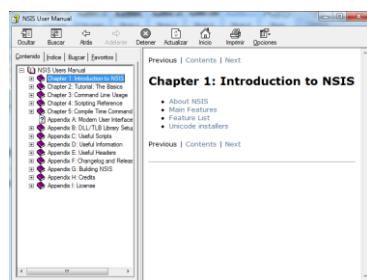 NSIS User Manual
Ocultar Buscar Atrás Adelante Detener Actualizar Inicio Imprimir Opciones
Contenido Índice Buscar Favoritos
NSIS Users Manual
Chapter 1: Introduction to NSIS
Chapter 2: Tutorial: The Basics
Chapter 3: Command Line Usage
Chapter 4: Scripting Reference
Chapter 5: Compile Time Command
Appendix A: Modern User Interface
Appendix B: DLL/TLB Library Setu
Appendix C: Useful Scripts
Appendix D: Useful Information
Appendix E: Useful Headers
Appendix F: Changelog and Releas
Appendix G: Building NSIS
Appendix H: Credits
Appendix I: License
Previous | Contents | Next
Chapter 1: Introduction to NSIS
About NSIS
Main Features
Feature List
Unicode installers
Previous | Contents | Next